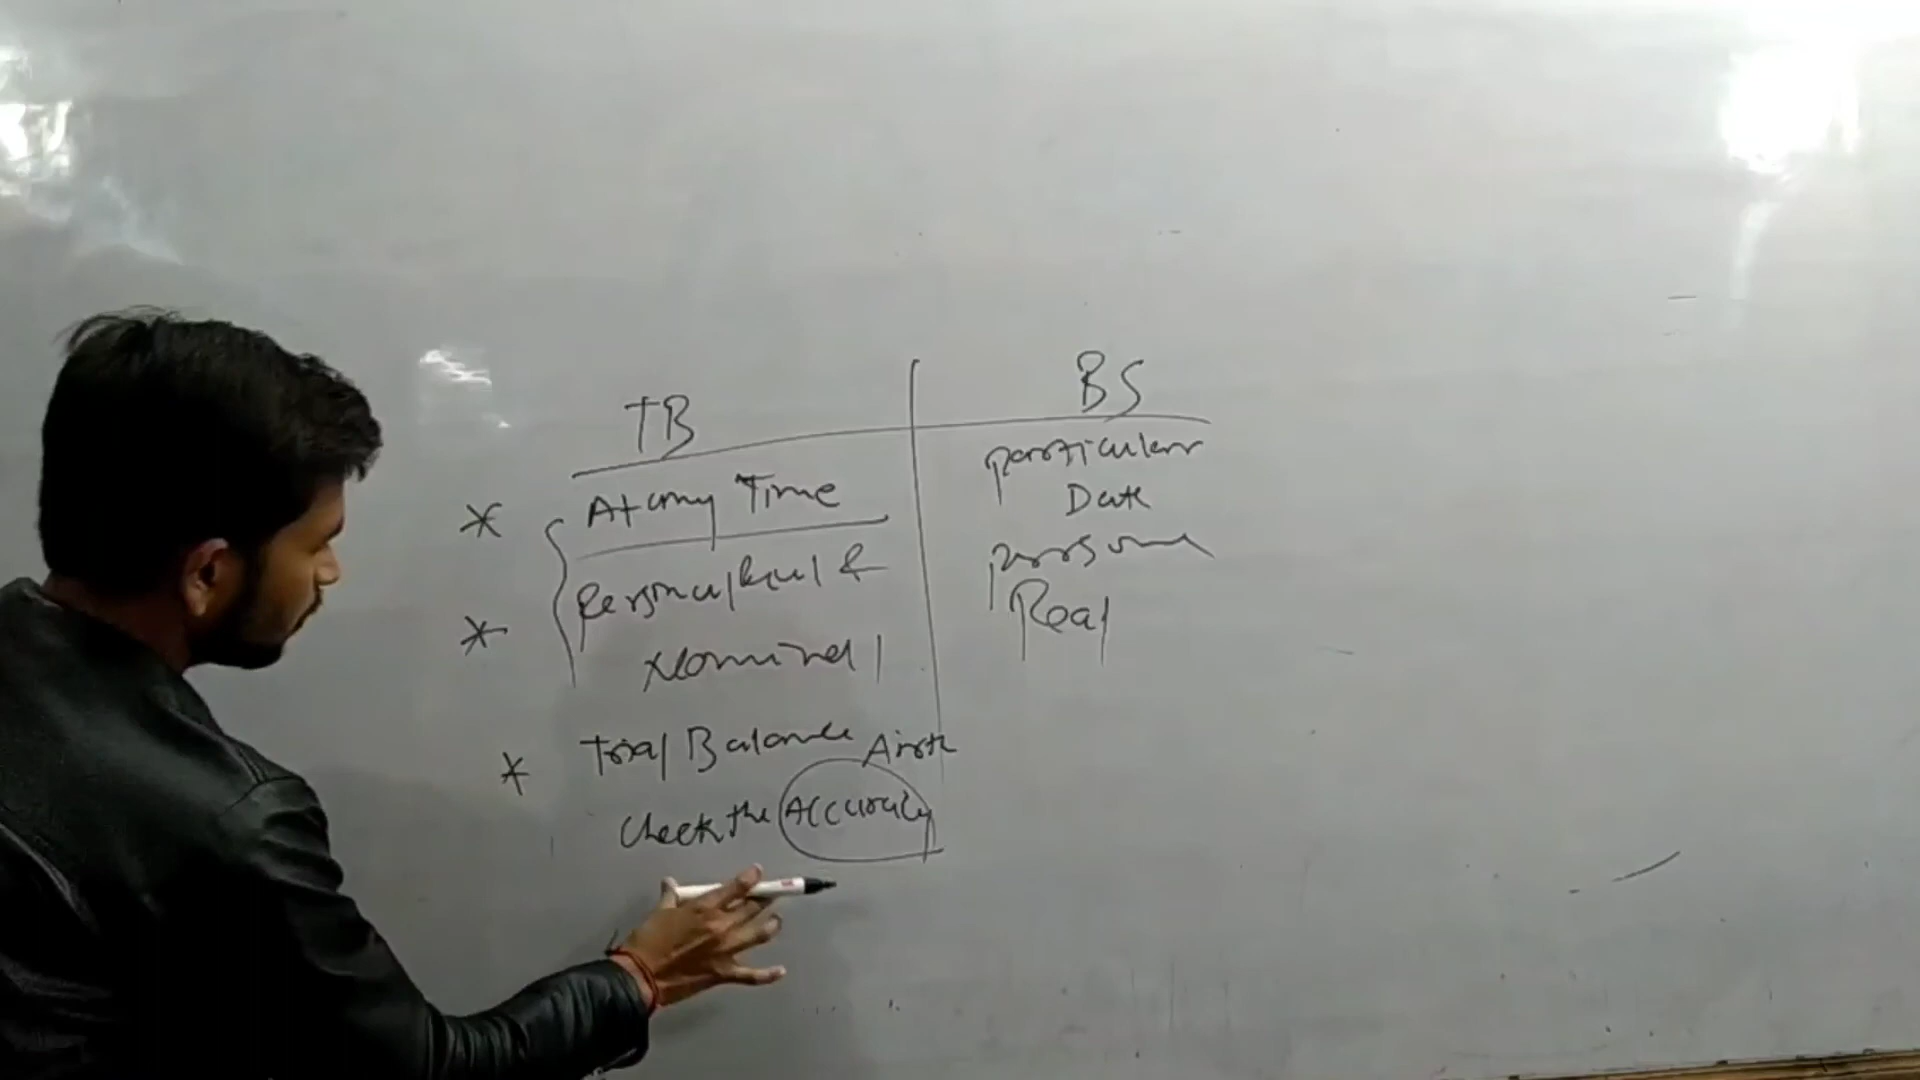 TB
BS
At any Time
particular
Date
Personal Real &
Nominal
personal
Real
Trial Balance Airth
Check the Accuracy